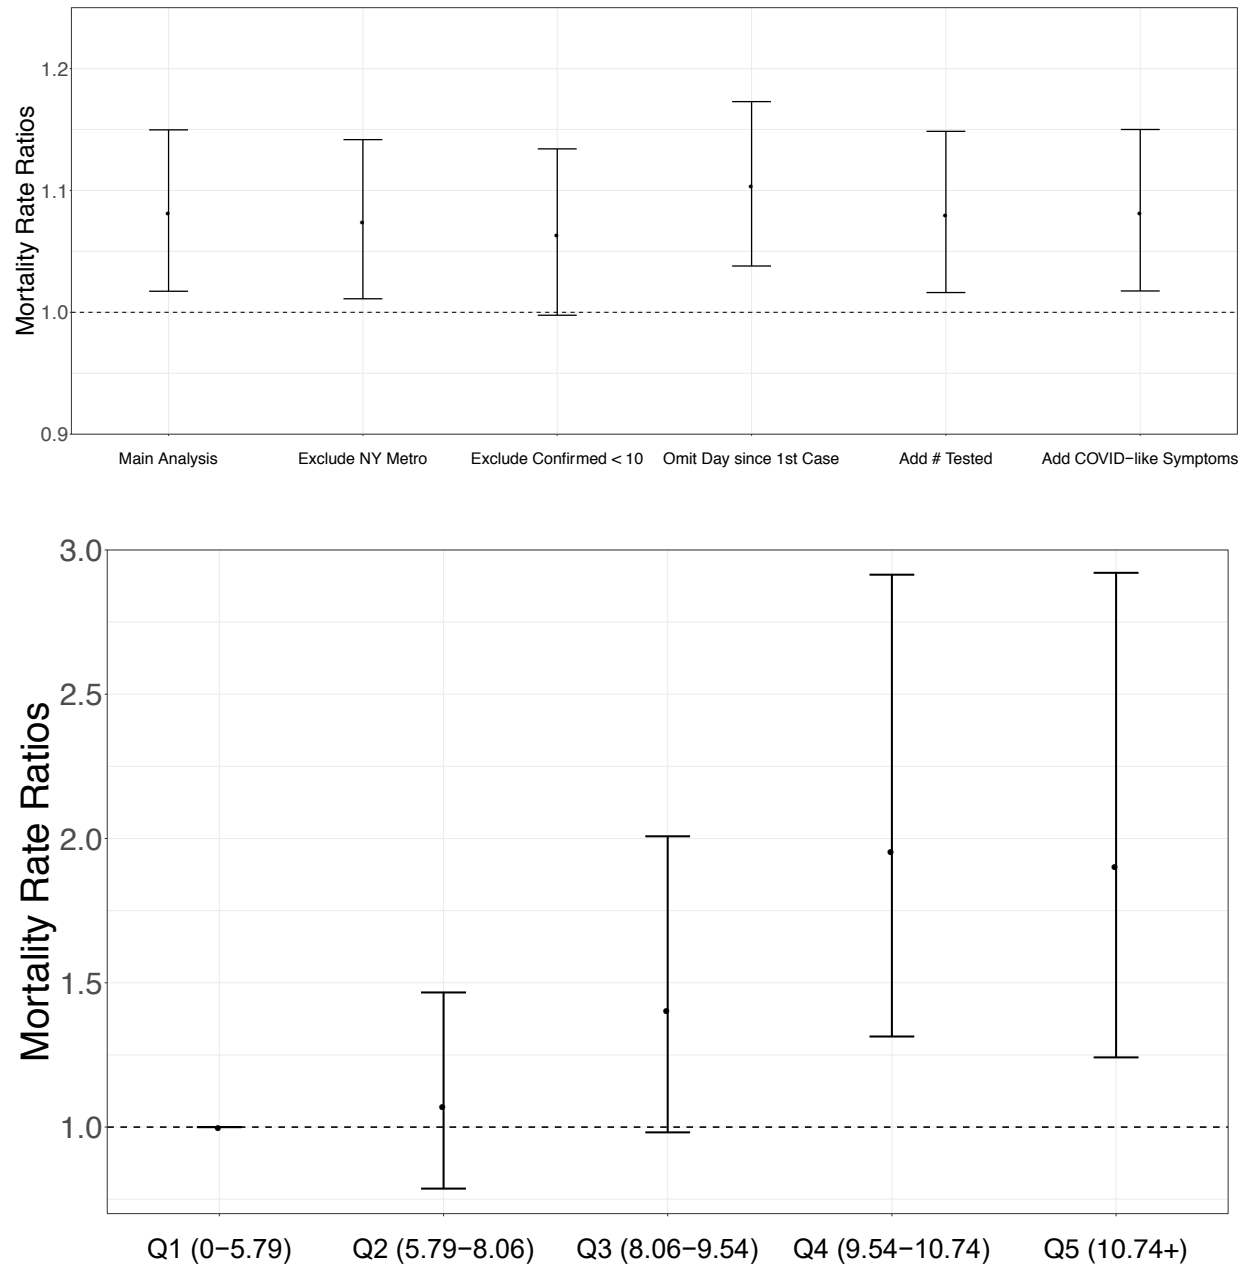 Mortality Rate Ratios
1.2
1.1
1.0
0.9
Main Analysis
Exclude NY Metro
Exclude Confirmed < 10
Omit Day since 1st Case
Add # Tested
Add COVID−like Symptoms
Mortality Rate Ratios
3.0
2.5
2.0
1.5
1.0
Q1 (0−5.79)
Q2 (5.79−8.06)
Q3 (8.06−9.54)
Q4 (9.54−10.74)
Q5 (10.74+)